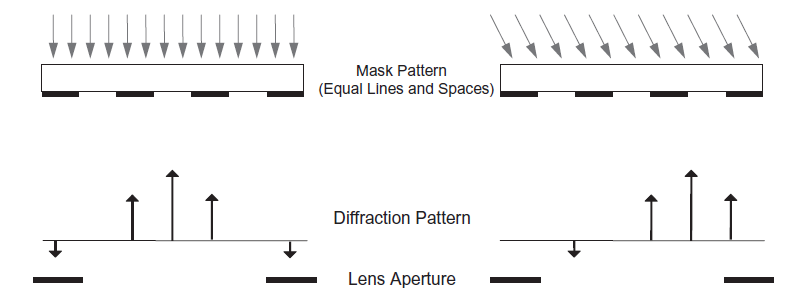 Mask Pattern
(Equal Lines and Spaces)
Diffraction Pattern
Lens Aperture